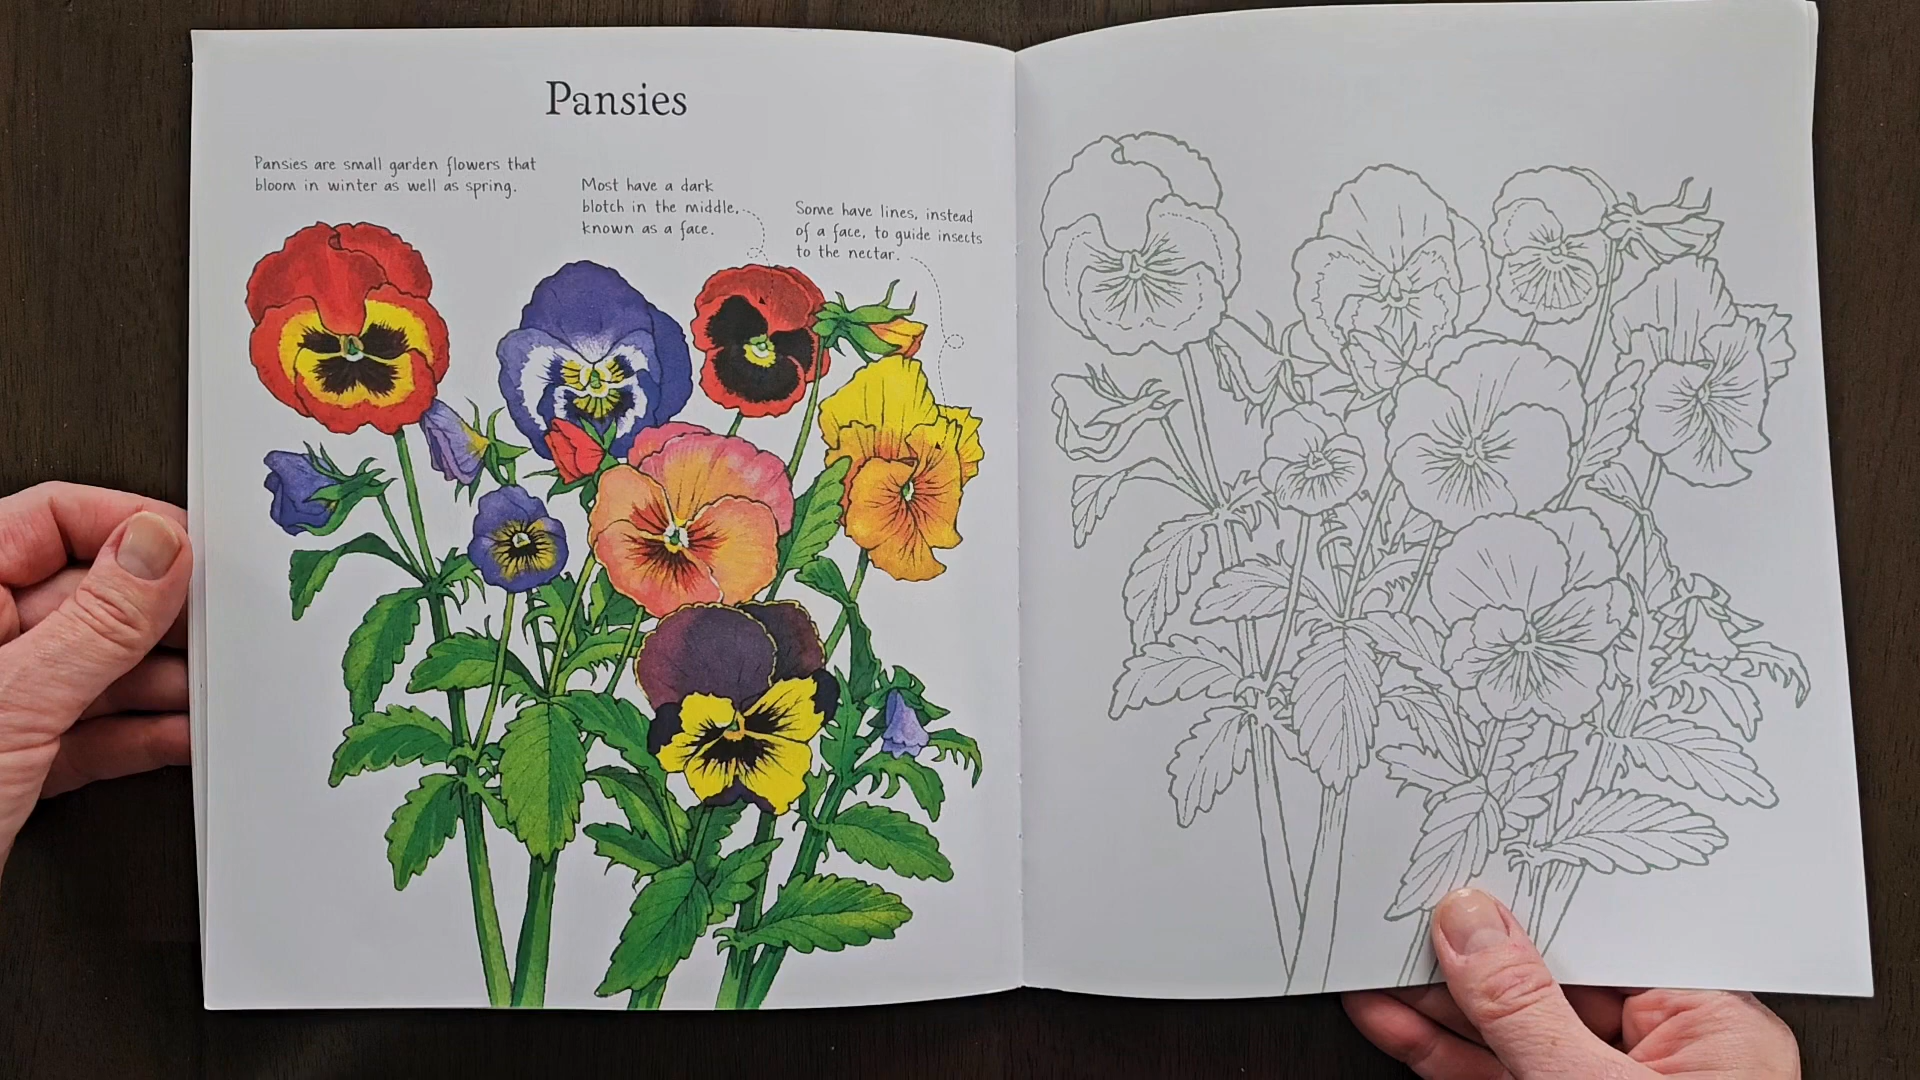 Pansies
Pansies are small garden flowers that
bloom in winter as well as spring.
Most have a dark
blotch in the middle,
known as a face.
Some have lines, instead
of a face, to guide insects
to the nectar.